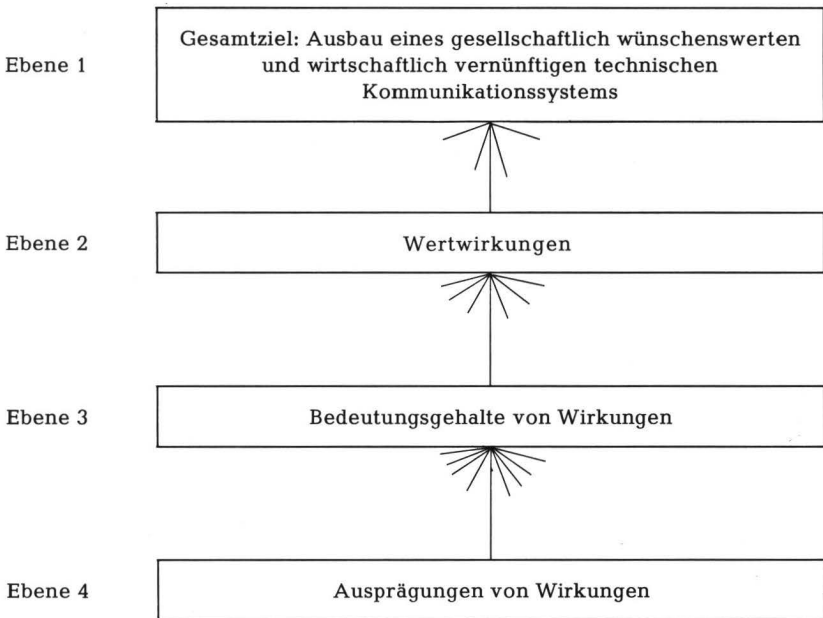 Gesamtziel: Ausbau eines gesellschaftlich wünschenswerten
Ebene 1 und wirtschaftlich vernünftigen technischen
Kommunikationssystems
Ebene 2 Wertwirkungen
Ebene 3 Bedeutungsgehalte von Wirkungen
Ebene 4 Ausprägungen von Wirkungen